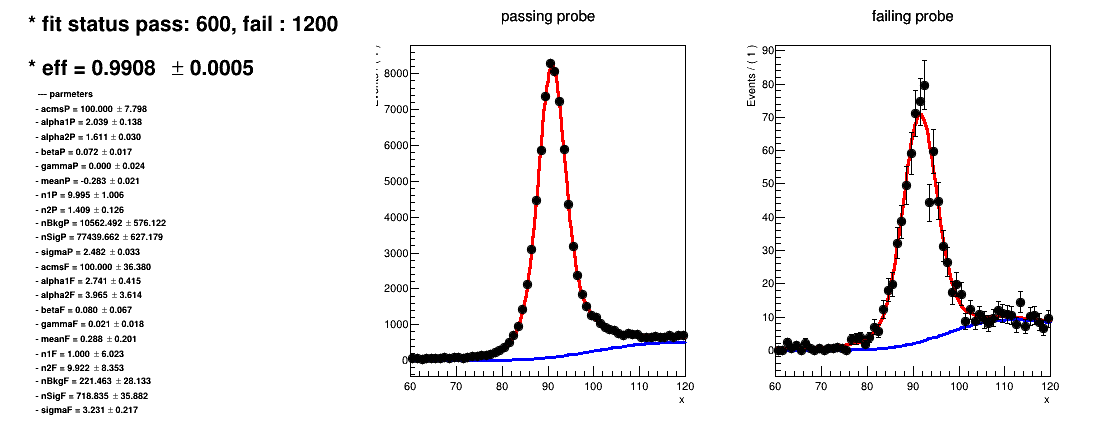 * fit status pass: 600, fail : 1200
* eff = 0.9908 ± 0.0005
--- parmeters
- acmsP = 100.000 ± 7.798
- alpha1P = 2.039 ± 0.138
- alpha2P = 1.611 ± 0.030
- betaP = 0.072 ± 0.017
- gammaP = 0.000 ± 0.024
- meanP = -0.283 ± 0.021
- n1P = 9.995 ± 1.006
- n2P = 1.409 ± 0.126
- nBkgP = 10562.492 ± 576.122
- nSigP = 77439.662 ± 627.179
- sigmaP = 2.482 ± 0.033
- acmsF = 100.000 ± 36.380
- alpha1F = 2.741 ± 0.415
- alpha2F = 3.965 ± 3.614
- betaF = 0.080 ± 0.067
- gammaF = 0.021 ± 0.018
- meanF = 0.288 ± 0.201
- n1F = 1.000 ± 6.023
- n2F = 9.922 ± 8.353
- nBkgF = 221.463 ± 28.133
- nSigF = 718.835 ± 35.882
- sigmaF = 3.231 ± 0.217
passing probe
8000
7000
6000
5000
4000
3000
2000
1000
0
60 70 80 90 100 110 120
x
failing probe
Events / ( 1 )
90
80
70
60
50
40
30
20
10
0
60 70 80 90 100 110 120
x